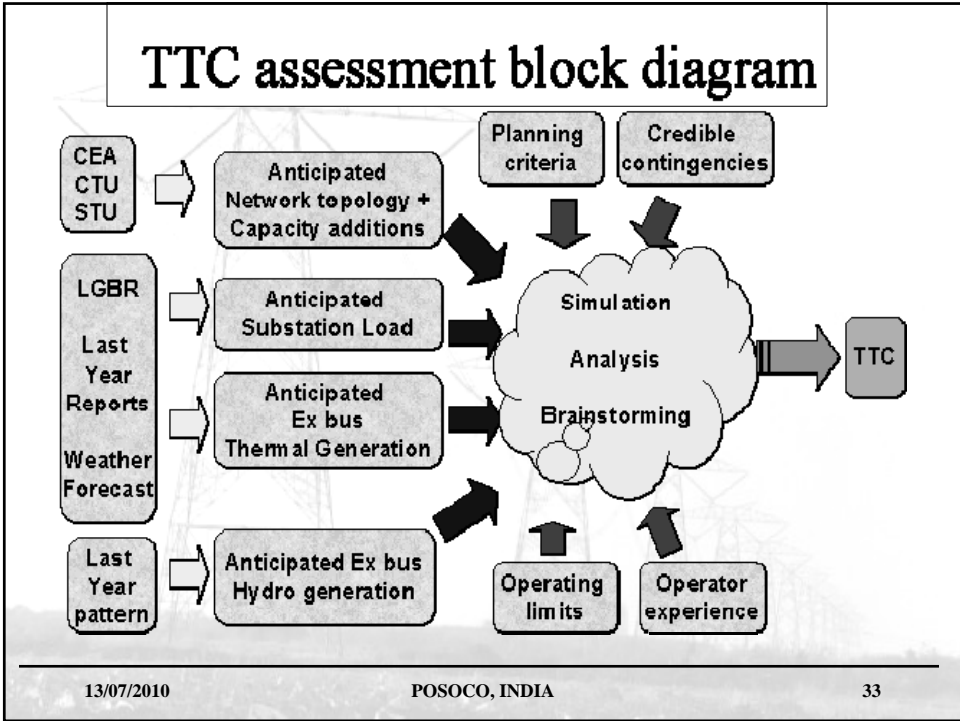 TTC assessment block diagram
CEA
CTU
STU
Anticipated
Network topology +
Capacity additions
Planning
criteria
Credible
contingencies
LGBR
Last
Year
Reports
Weather
Forecast
Anticipated
Substation Load
Anticipated
Ex bus
Thermal Generation
Simulation
Analysis
Brainstorming
TTC
Last
Year
pattern
Anticipated Ex bus
Hydro generation
Operating
limits
Operator
experience
13/07/2010
POSOCO, INDIA
33